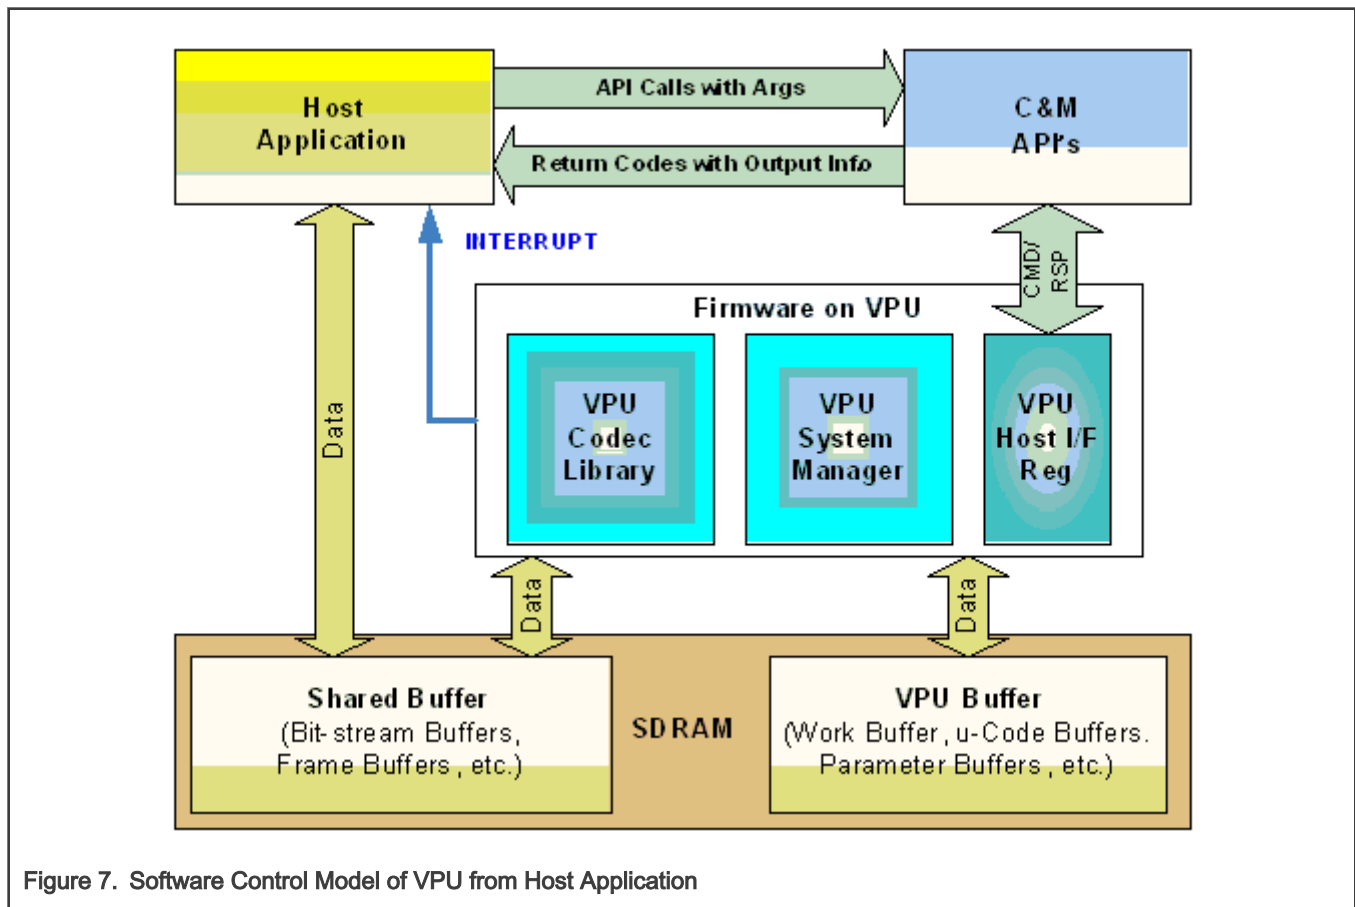 Host
Application
API Calls with Args
Return Codes with Output Info.
C&M
API's
INTERRUPT
CMD/
RSP
Firmware on VPU
VPU
Codec
Library
VPU
System
Manager
VPU
Host I/F
Reg
Data
Data
Data
Shared Buffer
(Bit-stream Buffers,
Frame Buffers, etc.)
SDRAM
VPU Buffer
(Work Buffer, u-Code Buffers.
Parameter Buffers, etc.)
Figure 7. Software Control Model of VPU from Host Application